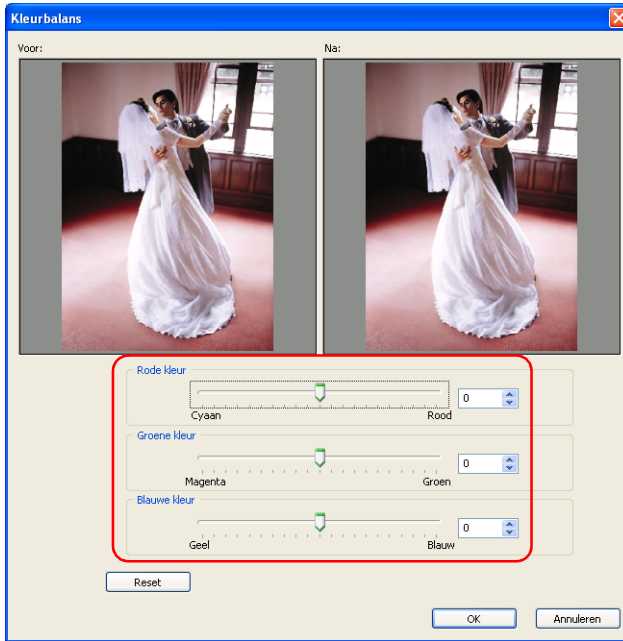 Kleurbalans
Voor: Na:
Rode kleur
0
Cyaan Rood
Groene kleur
0
Magenta Groen
Blauwe kleur
0
Geel Blauw
Reset
OK Annuleren